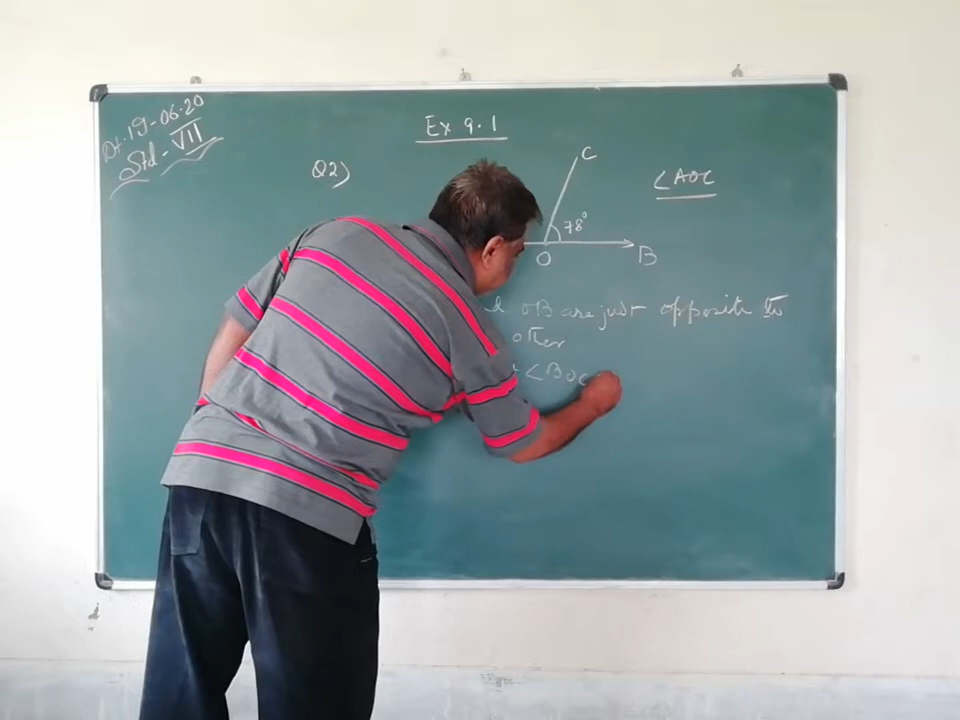 Dt.19-06-20
Std-VII
Ex 9.1
Q2)
C
<AOC
78°
O
B
OB are just opposite to
other
<BOC